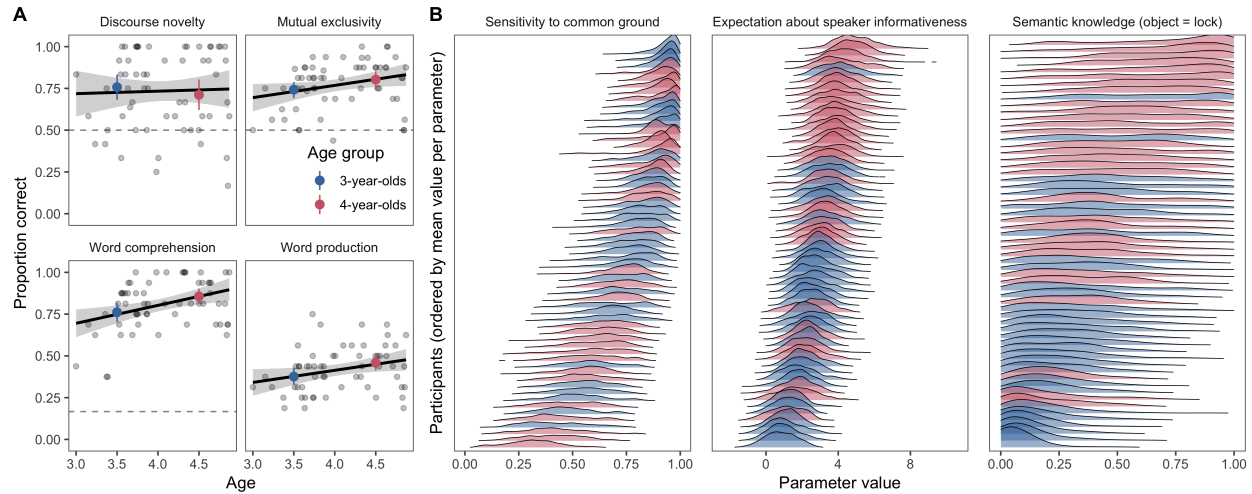 A
B
Discourse novelty
Mutual exclusivity
Sensitivity to common ground
Expectation about speaker informativeness
Semantic knowledge (object = lock)
1.00
0.75
0.50
0.25
0.00
Age group
3-year-olds
4-year-olds
Word comprehension
Word production
1.00
0.75
0.50
0.25
0.00
Proportion correct
3.0 3.5 4.0 4.5
3.0 3.5 4.0 4.5
Age
Participants (ordered by mean value per parameter)
0.00 0.25 0.50 0.75 1.00
0 4 8
0.00 0.25 0.50 0.75 1.00
Parameter value